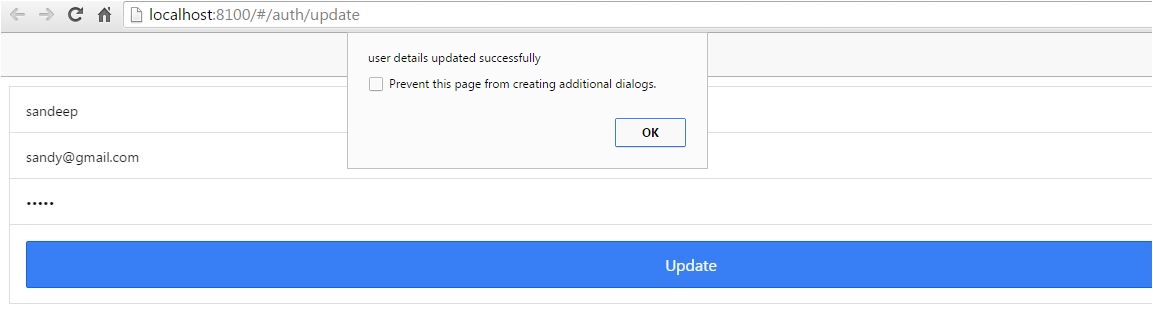 localhost:8100/#/auth/update
user details updated successfully
Prevent this page from creating additional dialogs.
OK
sandeep
sandy@gmail.com
•••••
Update